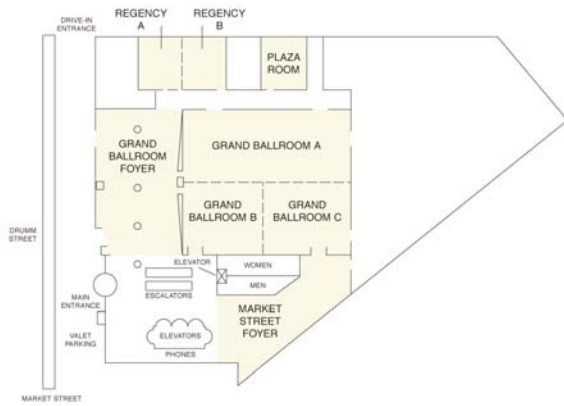 REGENCY
A
REGENCY
B
DRIVE-IN
ENTRANCE
PLAZA
ROOM
GRAND
BALLROOM
FOYER
GRAND BALLROOM A
GRAND
BALLROOM B
GRAND
BALLROOM C
DRUMM
STREET
ELEVATOR
WOMEN
MEN
ESCALATORS
MAIN
ENTRANCE
MARKET
STREET
FOYER
VALET
PARKING
ELEVATORS
PHONES
MARKET STREET